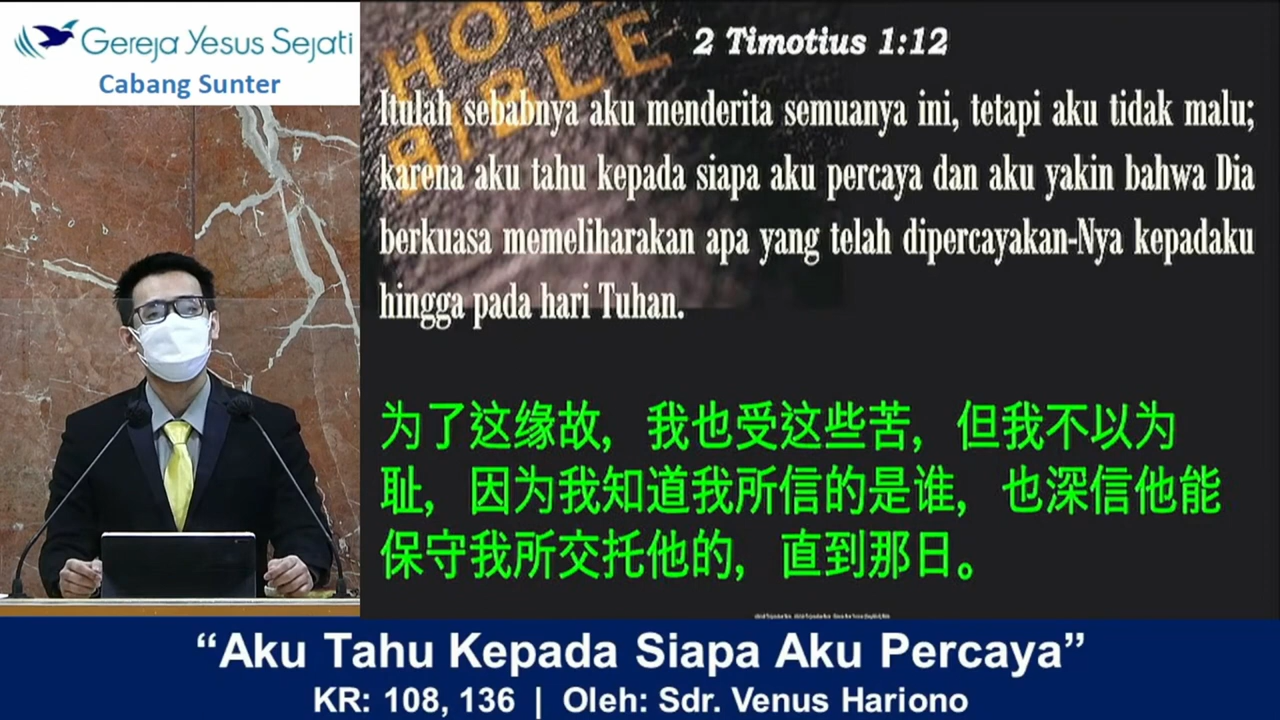 Gereja Yesus Sejati
Cabang Sunter
HOLY
BIBLE
2 Timotius 1:12
Itulah sebabnya aku menderita semuanya ini, tetapi aku tidak malu;
karena aku tahu kepada siapa aku percaya dan aku yakin bahwa Dia
berkuasa memeliharakan apa yang telah dipercayakan-Nya kepadaku
hingga pada hari Tuhan.
为了这缘故，我也受这些苦，但我不以为
耻，因为我知道我所信的是谁，也深信他能
保守我所交托他的，直到那日。
“Aku Tahu Kepada Siapa Aku Percaya”
KR: 108, 136 | Oleh: Sdr. Venus Hariono